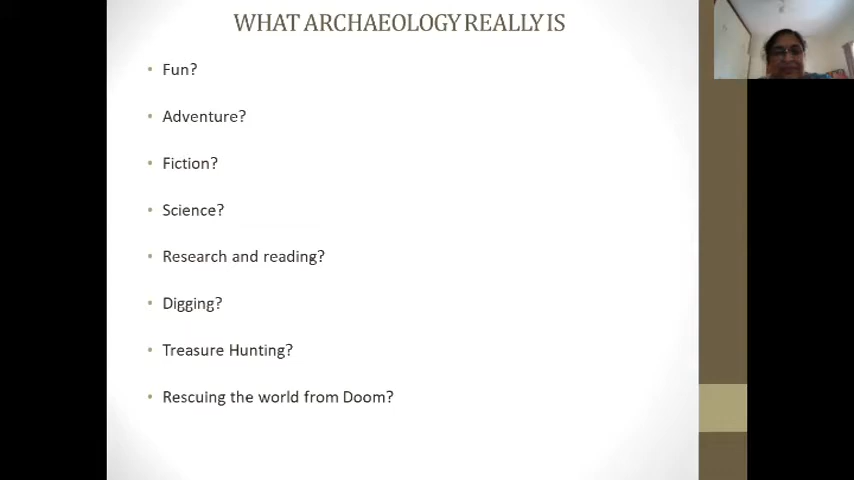 WHAT ARCHAEOLOGY REALLY IS
• Fun?
• Adventure?
• Fiction?
• Science?
• Research and reading?
• Digging?
• Treasure Hunting?
• Rescuing the world from Doom?